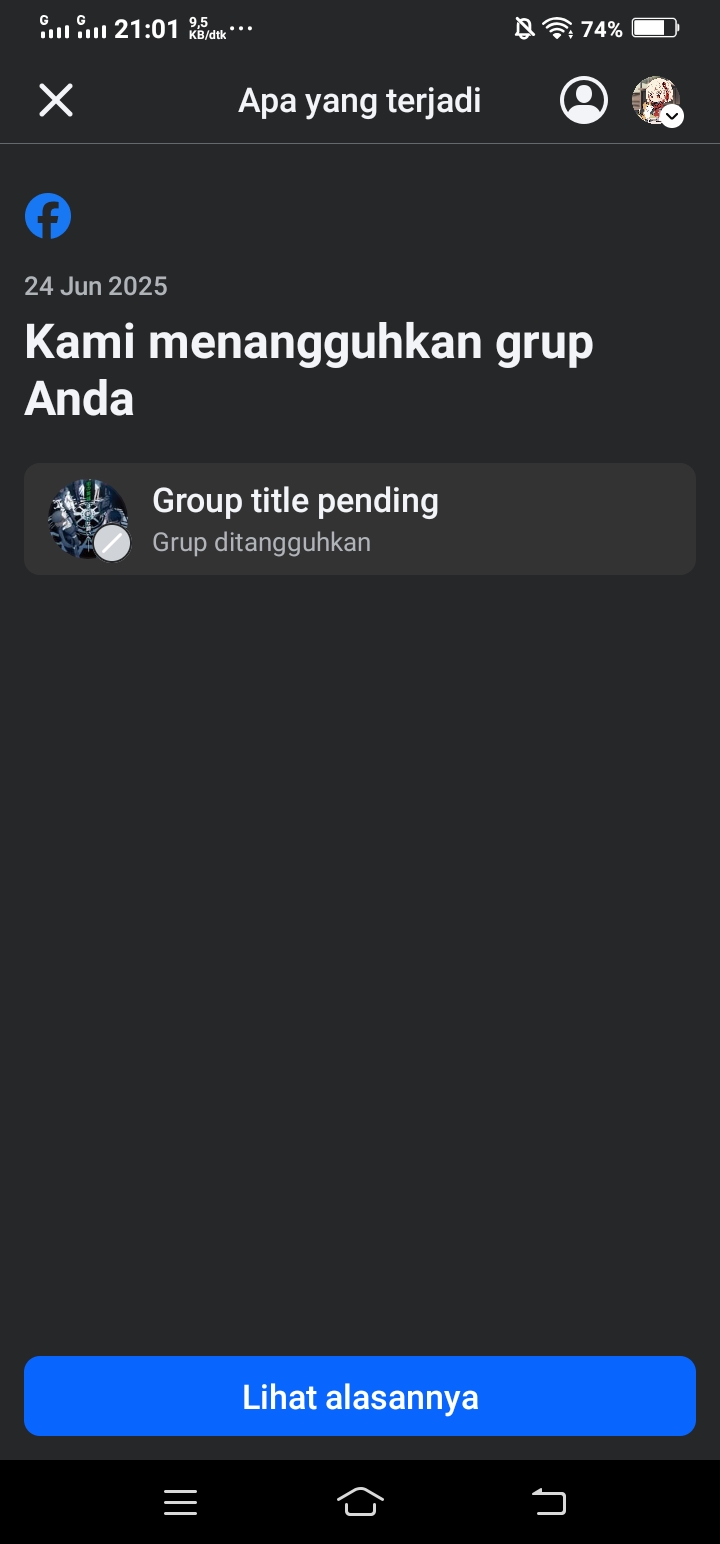 G G 21:01 9,5 KB/dtk ... 74%
Apa yang terjadi
24 Jun 2025
Kami menangguhkan grup
Anda
Group title pending
Grup ditangguhkan
Lihat alasannya